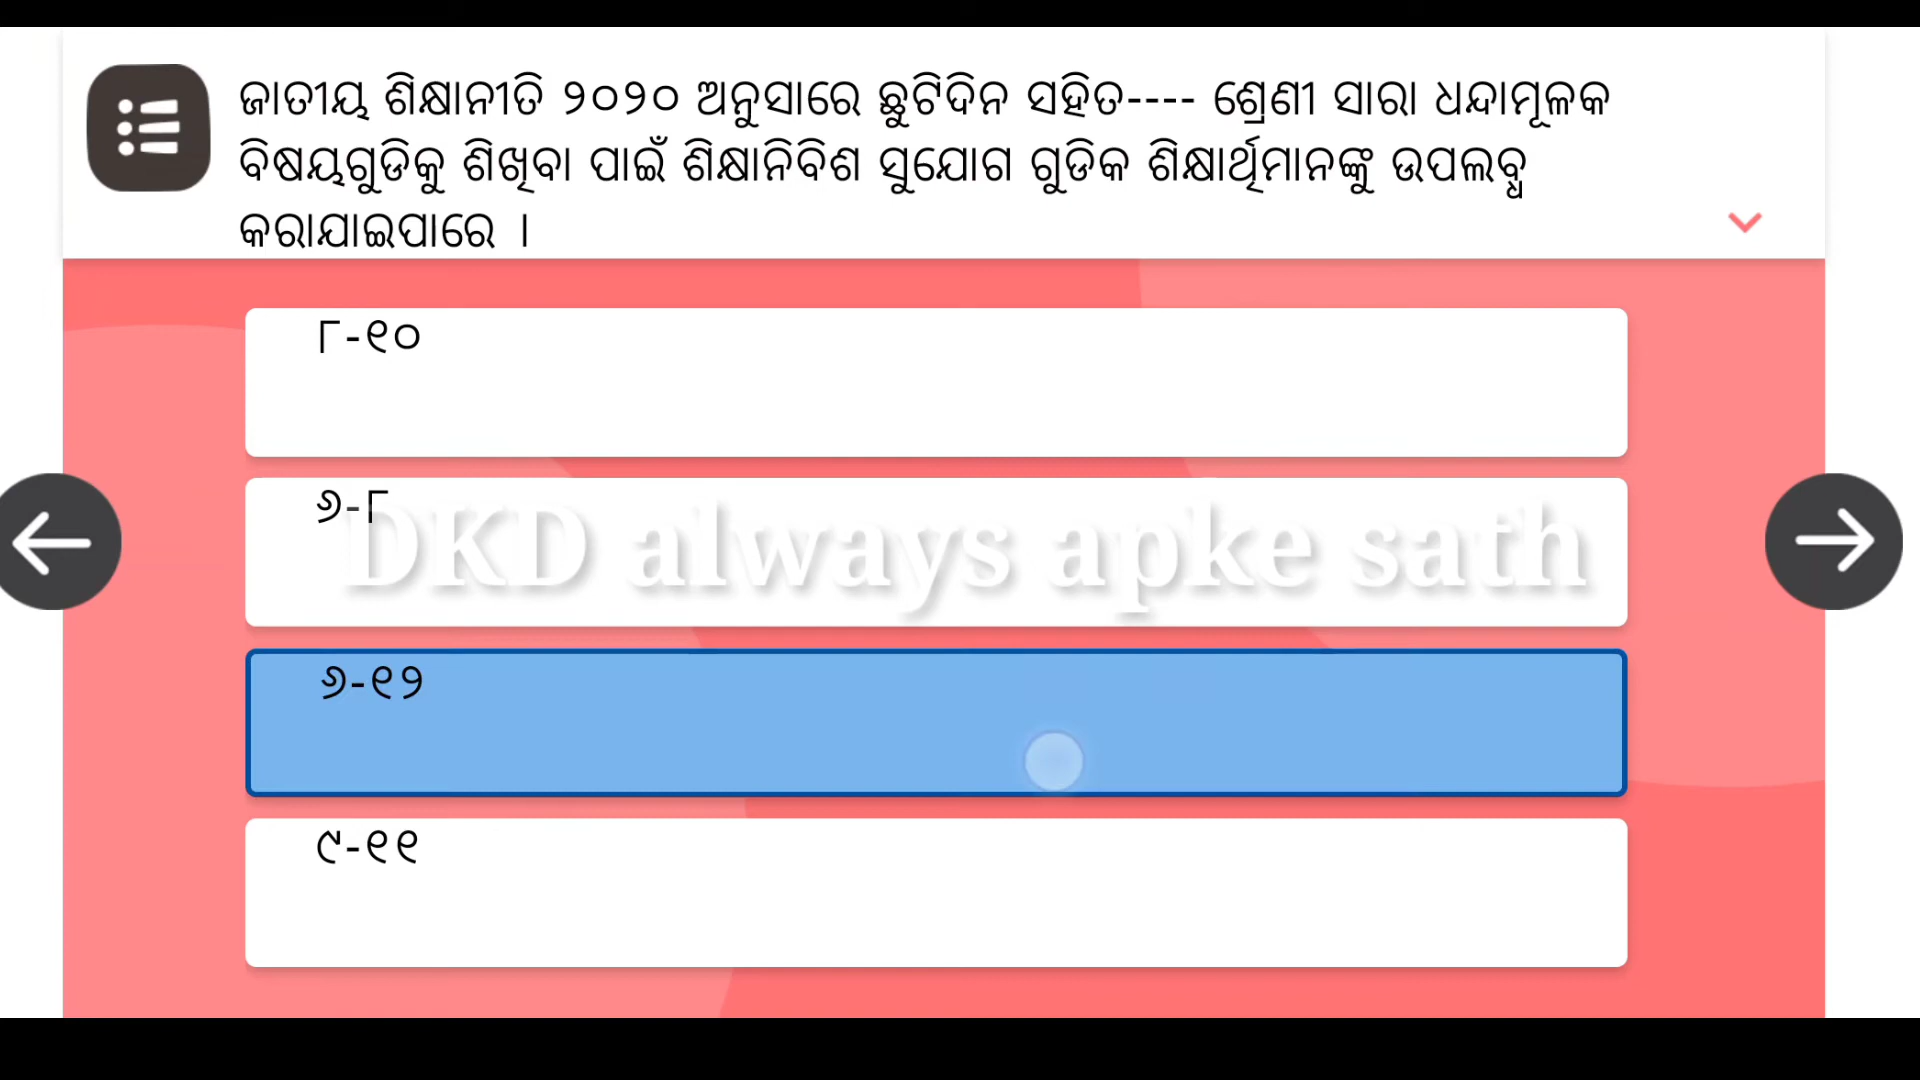 ଜାତୀୟ ଶିକ୍ଷାନୀତି ୨୦୨୦ ଅନୁସାରେ ଛୁଟିଦିନ ସହିତ---- ଶ୍ରେଣୀ ସାରା ଧନ୍ଦାମୂଳକ
ବିଷୟଗୁଡିକୁ ଶିଖିବା ପାଇଁ ଶିକ୍ଷାନିବିଶ ସୁଯୋଗ ଗୁଡିକ ଶିକ୍ଷାର୍ଥିମାନଙ୍କୁ ଉପଲବ୍ଧ
କରାଯାଇପାରେ ।
୮-୧୦
୬-୮
DKD always apke sath
୬-୧୨
୯-୧୧